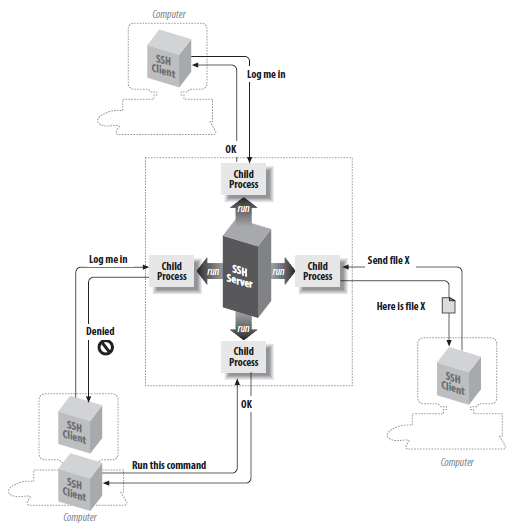 Computer
SSH
Client
Log me in
OK
Child
Process
run
Log me in
Child
Process
run
SSH
Server
run
Child
Process
Send file X
Here is file X
Denied
run
Child
Process
OK
SSH
Client
SSH
Client
Run this command
Computer
SSH
Client
Computer